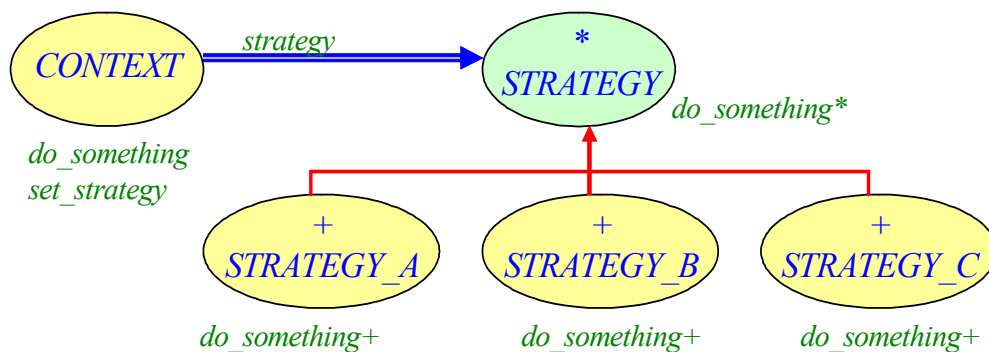 strategy
CONTEXT
*
STRATEGY
do_something*
do_something
set_strategy
+
STRATEGY_A
+
STRATEGY_B
+
STRATEGY_C
do_something+
do_something+
do_something+